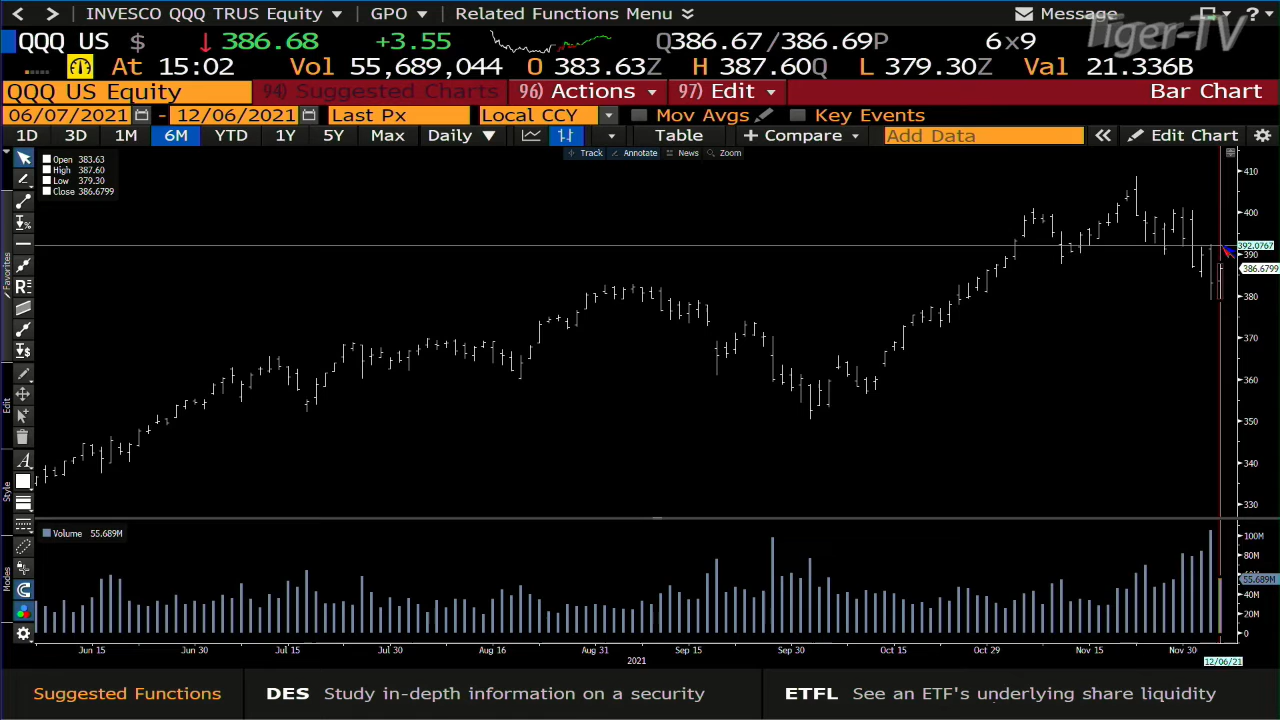 INVESCO QQQ TRUS Equity GPO Related Functions Menu Message ?
Tiger-TV
QQQ US $ 386.68 +3.55 Q386.67/386.69P 6x9
At 15:02 Vol 55,689,044 O 383.63Z H 387.60Q L 379.30Z Val 21.336B
QQQ US Equity 94) Suggested Charts 96) Actions 97) Edit Bar Chart
06/07/2021 - 12/06/2021 Last Px Local CCY Mov Avgs Key Events
1D 3D 1M 6M YTD 1Y 5Y Max Daily Table + Compare Add Data Edit Chart
Track Annotate News Zoom
Open 383.63
High 387.60
Low 379.30
Close 386.6799
410
400
392.0767
390
386.6799
380
370
360
350
340
330
Favorites
Edit
Style
Modes
Volume 55.689M
100M
80M
55.689M
40M
20M
0
Jun 15 Jun 30 Jul 15 Jul 30 Aug 16 Aug 31 Sep 15 Sep 30 Oct 15 Oct 29 Nov 15 Nov 30
2021 12/06/21
Suggested Functions DES Study in-depth information on a security ETFL See an ETF's underlying share liquidity